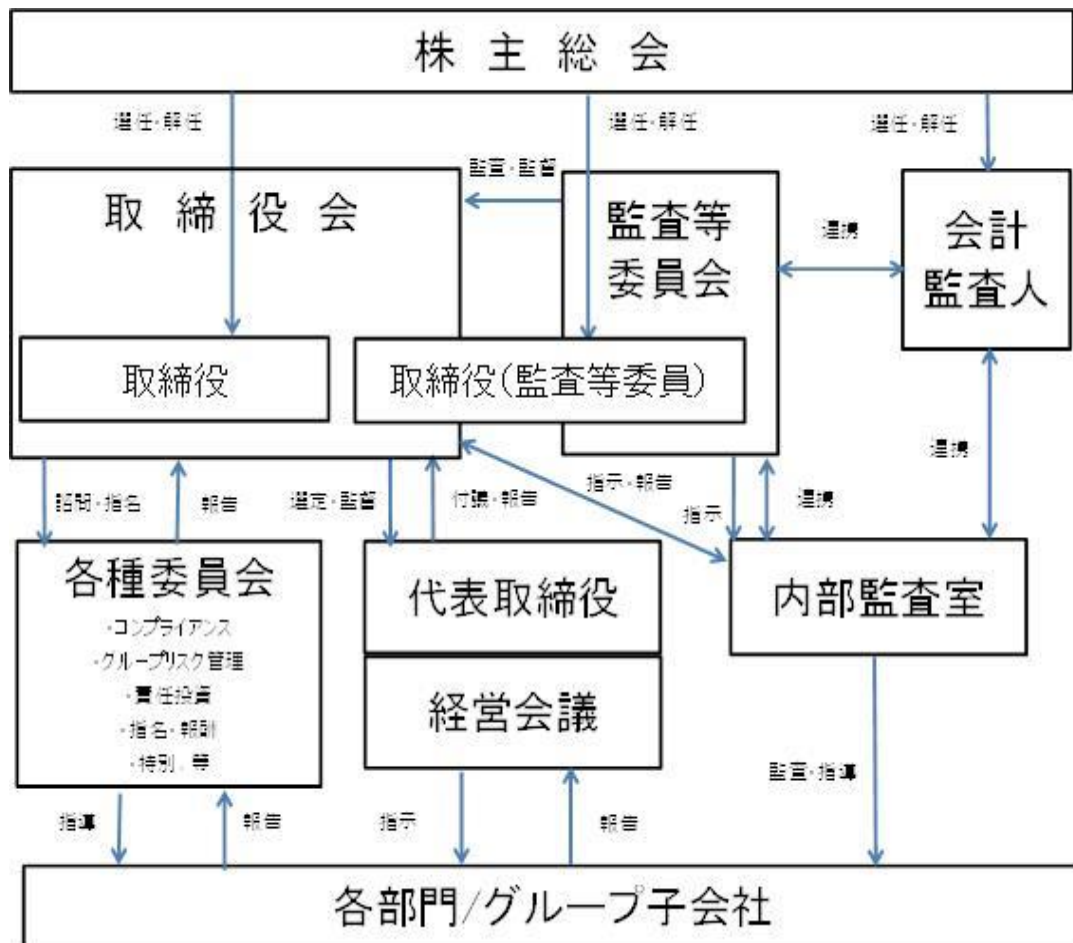 株主総会
選任・解任
選任・解任
選任・解任
取締役会
監査・監督
監査等
委員会
連携
会計
監査人
取締役
取締役(監査等委員)
連携
諮問・指名
報告
選定・監督
付議・報告
指示・報告
指示
連携
各種委員会
・コンプライアンス
・グループリスク管理
・責任投資
・指名・報酬
・特別、等
代表取締役
経営会議
内部監査室
監査・指導
指導
報告
指示
報告
各部門/グループ子会社